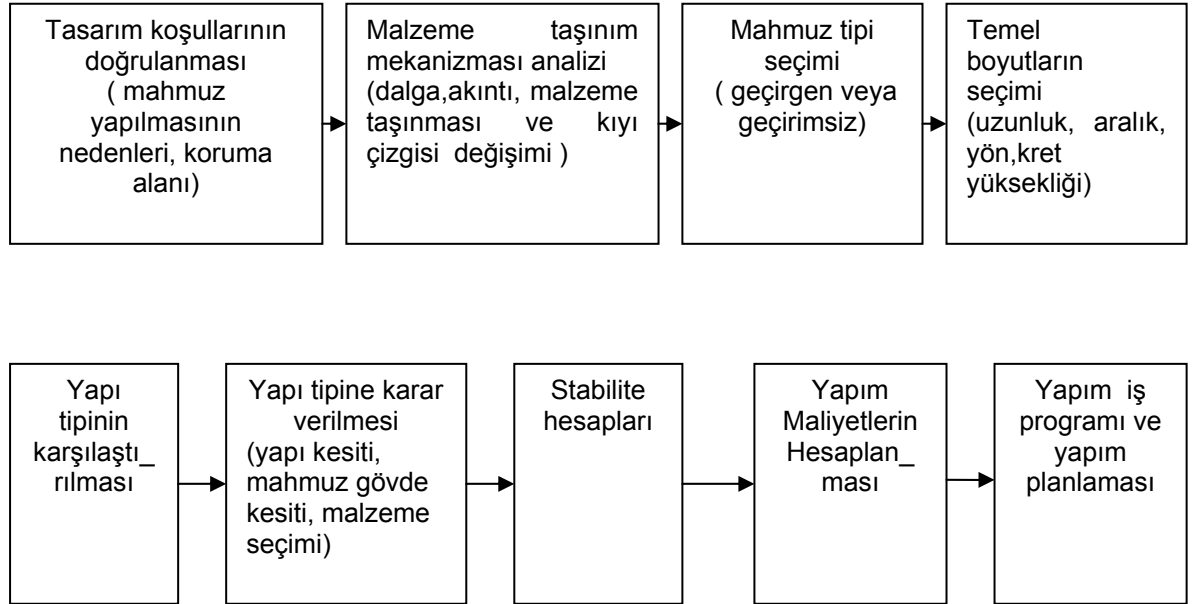 Tasarım koşullarının
doğrulanması
( mahmuz
yapılmasının
nedenleri, koruma
alanı)
Malzeme taşınım
mekanizması analizi
(dalga,akıntı, malzeme
taşınması ve kıyı
çizgisi değişimi )
Mahmuz tipi
seçimi
( geçirgen veya
geçirimsiz)
Temel
boyutların
seçimi
(uzunluk, aralık,
yön,kret
yüksekliği)
Yapı
tipinin
karşılaştı_
rılması
Yapı tipine karar
verilmesi
(yapı kesiti,
mahmuz gövde
kesiti, malzeme
seçimi)
Stabilite
hesapları
Yapım
Maliyetlerin
Hesaplan_
ması
Yapım iş
programı ve
yapım
planlaması